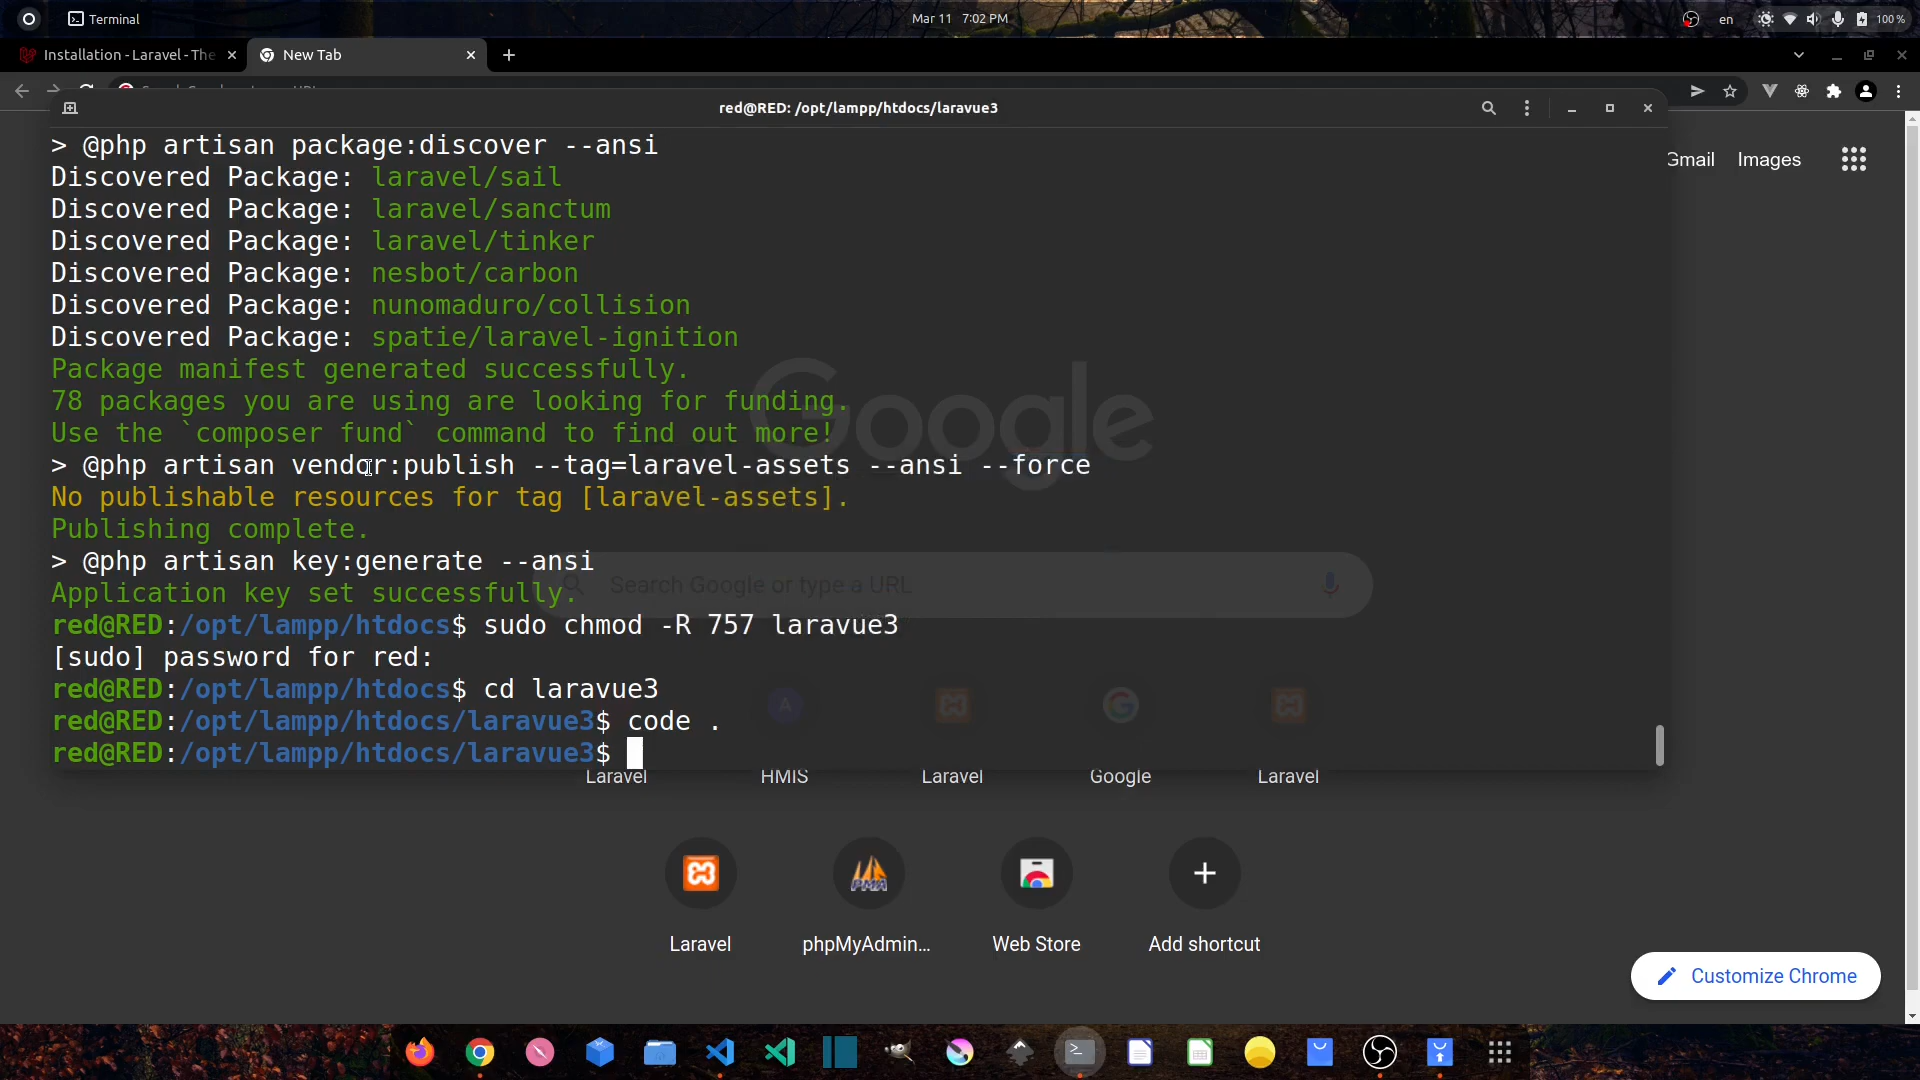 Terminal
Mar 11 7:02 PM
en
100 %
Installation - Laravel - The
New Tab
red@RED: /opt/lampp/htdocs/laravue3
Gmail Images
> @php artisan package:discover --ansi
Discovered Package: laravel/sail
Discovered Package: laravel/sanctum
Discovered Package: laravel/tinker
Discovered Package: nesbot/carbon
Discovered Package: nunomaduro/collision
Discovered Package: spatie/laravel-ignition
Package manifest generated successfully.
78 packages you are using are looking for funding.
Use the `composer fund` command to find out more!
> @php artisan vendor:publish --tag=laravel-assets --ansi --force
No publishable resources for tag [laravel-assets].
Publishing complete.
> @php artisan key:generate --ansi
Application key set successfully.
red@RED:/opt/lampp/htdocs$ sudo chmod -R 757 laravue3
[sudo] password for red:
red@RED:/opt/lampp/htdocs$ cd laravue3
red@RED:/opt/lampp/htdocs/laravue3$ code .
red@RED:/opt/lampp/htdocs/laravue3$
Google
Search Google or type a URL
A
Laravel
HMIS
Laravel
Google
Laravel
PMA
Laravel
phpMyAdmin...
Web Store
Add shortcut
Customize Chrome